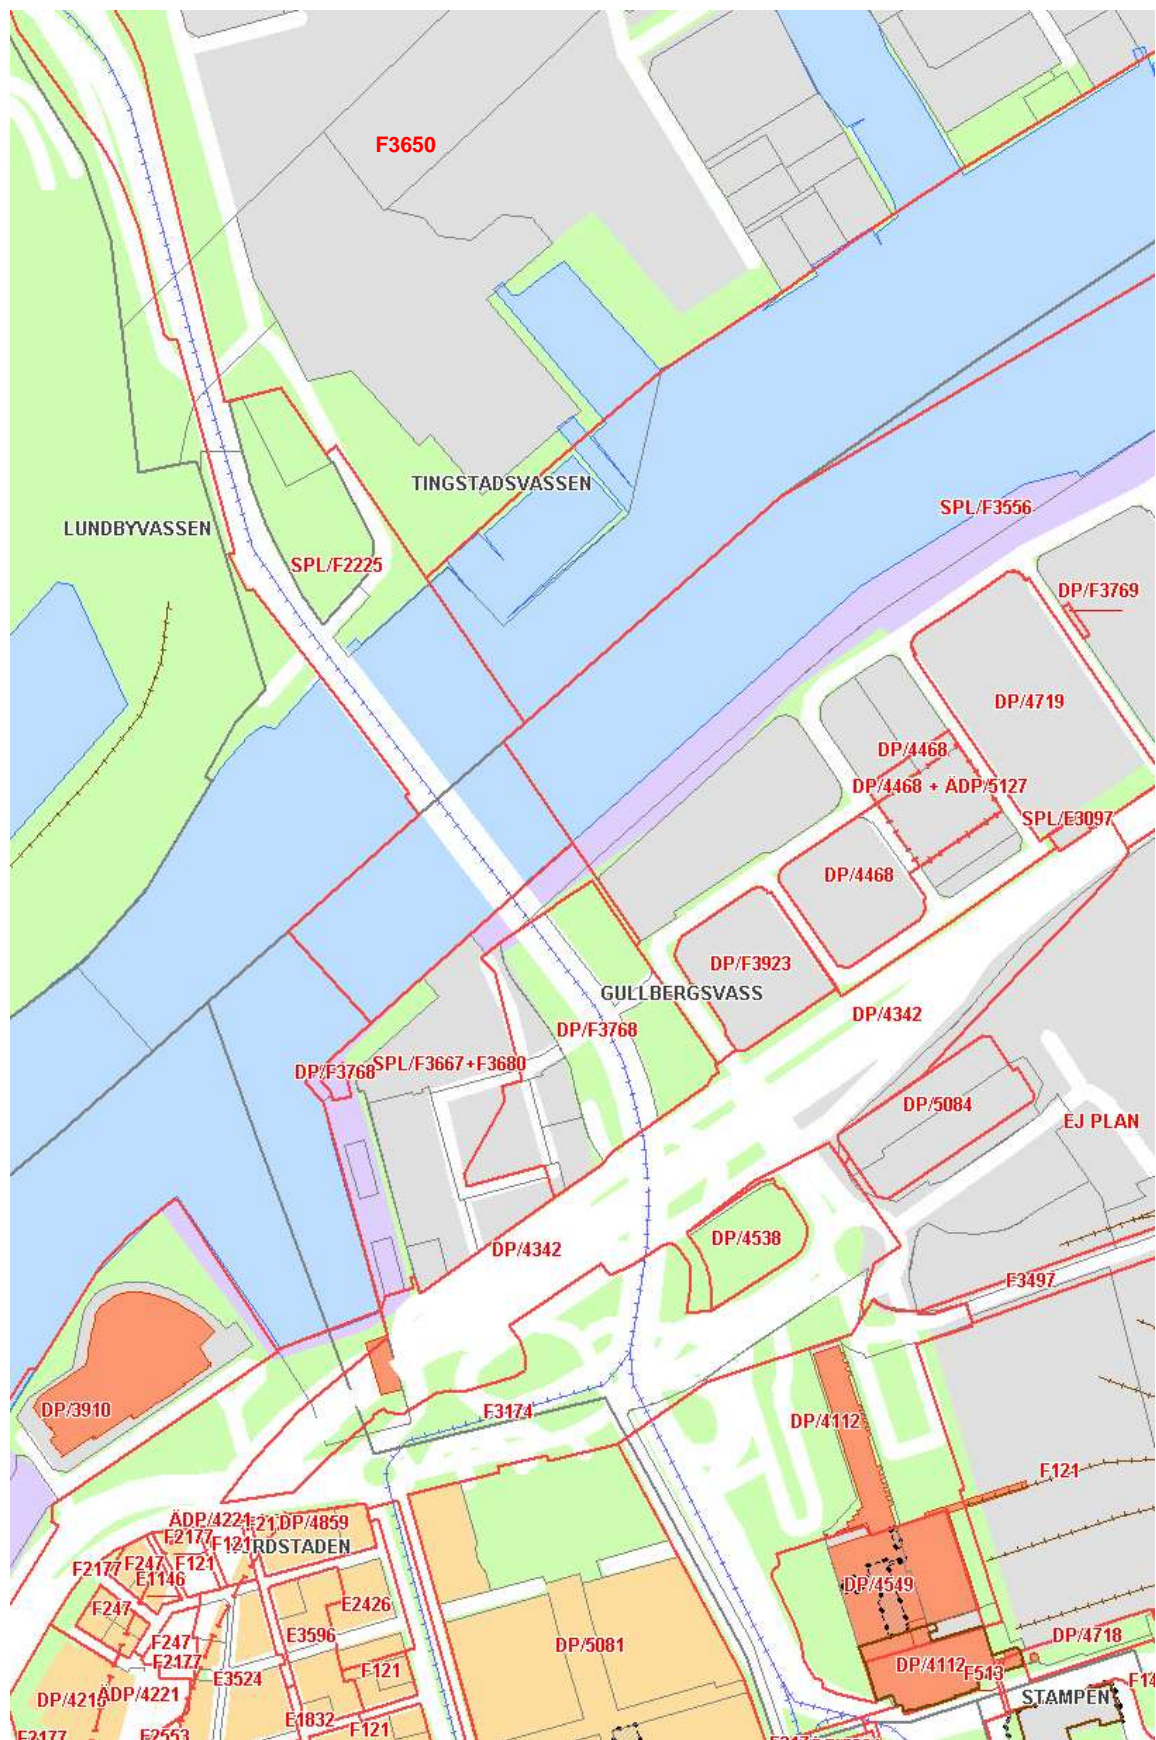 F3650
TINGSTADSVASSEN
SPL/F3556
LUNDBYVASSEN
SPL/F2225
DP/F3769
DP/4719
DP/4468
DP/4468 + ÄDP/5127
SPL/E3097
DP/4468
DP/F3923
GULLBERGSVASS
DP/4342
DP/F3768
SPL/F3667+F3680
DP/F3768
DP/5084
EJ PLAN
DP/4538
DP/4342
F3497
DP/3910
F3174
DP/4112
F121
ÄDP/4221
DP/4859
F2177
F121
NORDSTADEN
F2177
F247
F121
E1146
DP/4549
F247
E2426
E3596
F247
DP/5081
DP/4718
F2177
F121
E3524
DP/4112
F513
ÄDP/4221
STAMPEN
E1832
F121
F2177
F2553